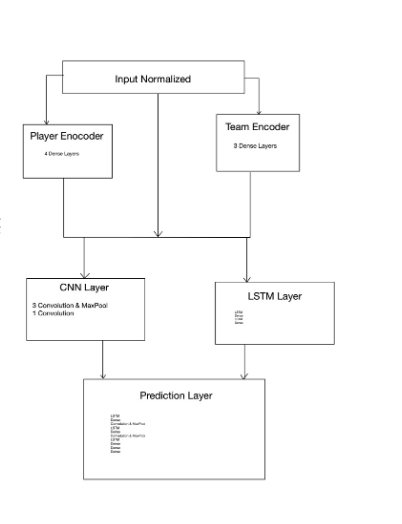 Input Normalized
Player Enocoder
4 Dense Layers
Team Encoder
3 Dense Layers
CNN Layer
3 Convolution & MaxPool
1 Convolution
LSTM Layer
LSTM
Dense
LSTM
Dense
Prediction Layer
LSTM
Dense
Convolution & MaxPool
LSTM
Dense
Convolution & MaxPool
LSTM
Dense
Dense
Dense